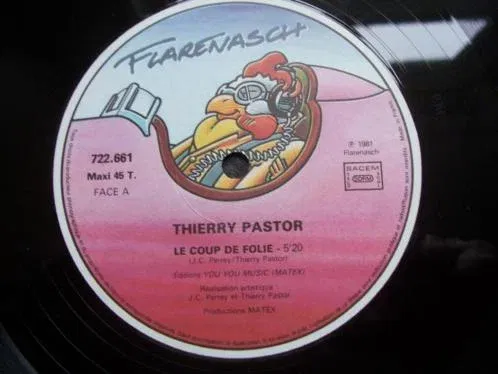 FLARENASCH
722.661
Maxi 45 T.
FACE A
℗ 1981
Flarenasch
SACEM
SDRM
THIERRY PASTOR
LE COUP DE FOLIE - 5'20
(J.C. Perrey/Thierry Pastor)
Editions YOU YOU MUSIC (MATEX)
Réalisation artistique
J.C. Perrey et Thierry Pastor
Productions MATEX
Made in France